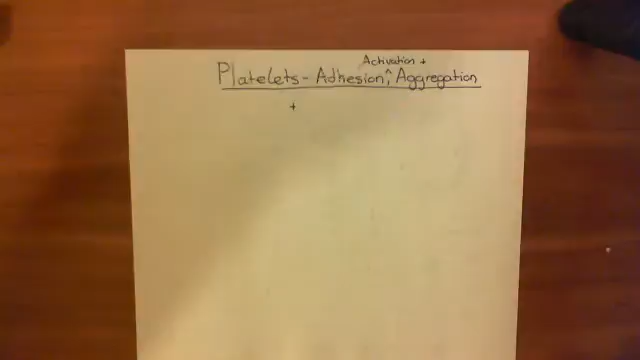 Activation +
Platelets - Adhesion, ^ Aggregation
+